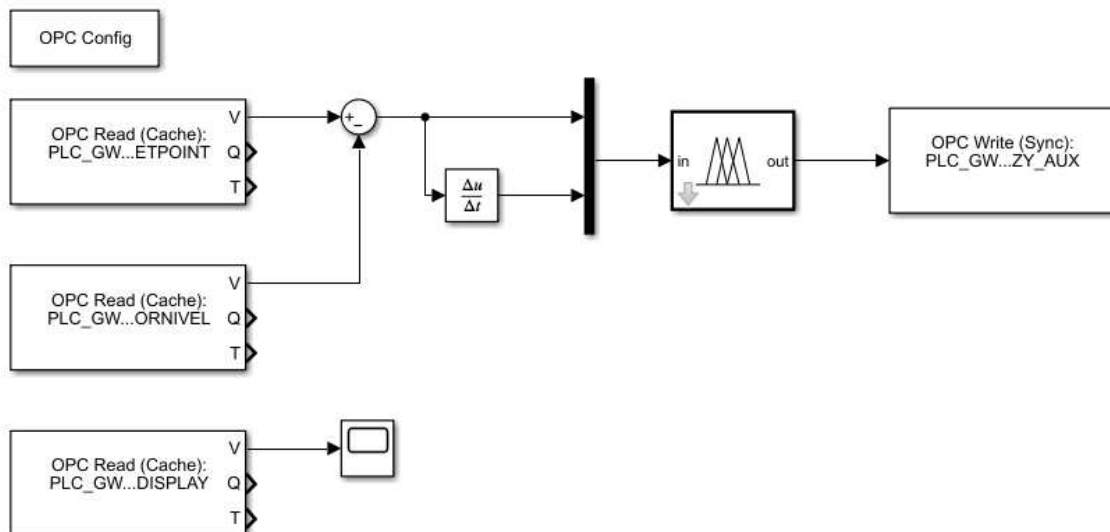 OPC Config
OPC Read (Cache):
PLC_GW...ETPOINT
V
Q
T
+
−
Δu
Δt
in
out
OPC Write (Sync):
PLC_GW...ZY_AUX
OPC Read (Cache):
PLC_GW...ORNIVEL
V
Q
T
OPC Read (Cache):
PLC_GW...DISPLAY
V
Q
T